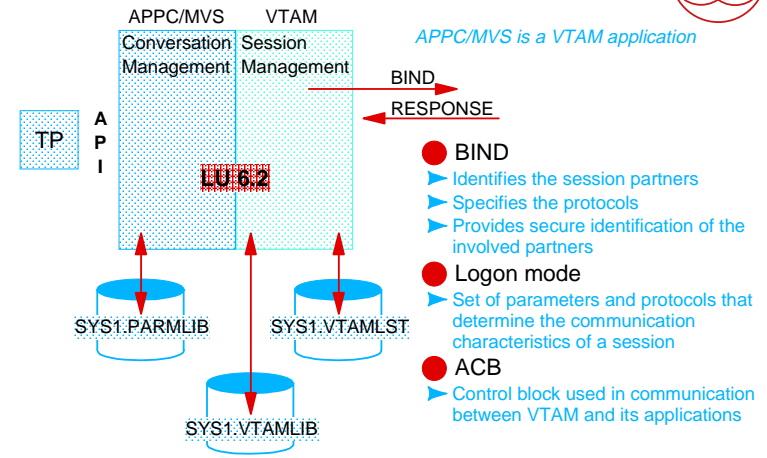 APPC/MVS VTAM
APPC/MVS is a VTAM application
Conversation Session
Management Management
BIND
RESPONSE
TP
A
P
I
LU 6.2
BIND
Identifies the session partners
Specifies the protocols
Provides secure identification of the
involved partners
Logon mode
Set of parameters and protocols that
determine the communication
characteristics of a session
ACB
Control block used in communication
between VTAM and its applications
SYS1.PARMLIB SYS1.VTAMLST
SYS1.VTAMLIB